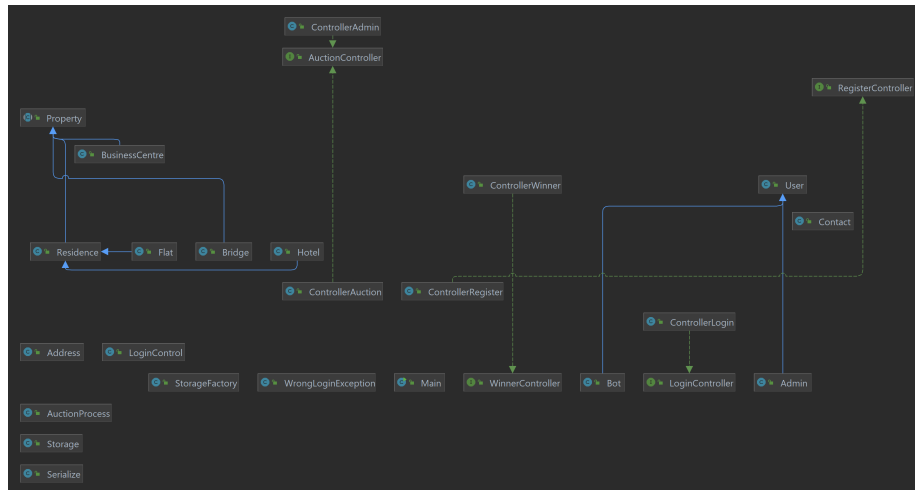 ControllerAdmin
AuctionController
RegisterController
Property
BusinessCentre
ControllerWinner
User
Contact
Residence
Flat
Bridge
Hotel
ControllerAuction
ControllerRegister
ControllerLogin
Address
LoginControl
StorageFactory
WrongLoginException
Main
WinnerController
Bot
LoginController
Admin
AuctionProcess
Storage
Serialize